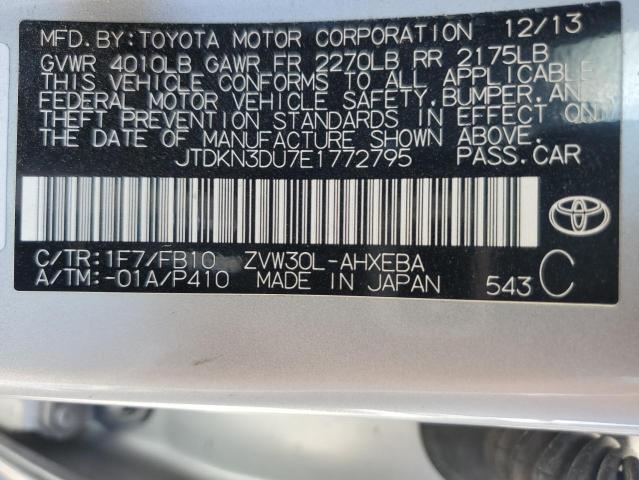 MFD. BY: TOYOTA MOTOR CORPORATION 12/13
GVWR 4010LB GAWR FR 2270LB RR 2175LB
THIS VEHICLE CONFORMS TO ALL APPLICABLE
FEDERAL MOTOR VEHICLE SAFETY, BUMPER, AND
THEFT PREVENTION STANDARDS IN EFFECT ON
THE DATE OF MANUFACTURE SHOWN ABOVE.
JTDKN3DU7E1772795 PASS. CAR
C/TR: 1F7/FB10 ZVW30L-AHXEBA
A/TM: -01A/P410 MADE IN JAPAN 543 C